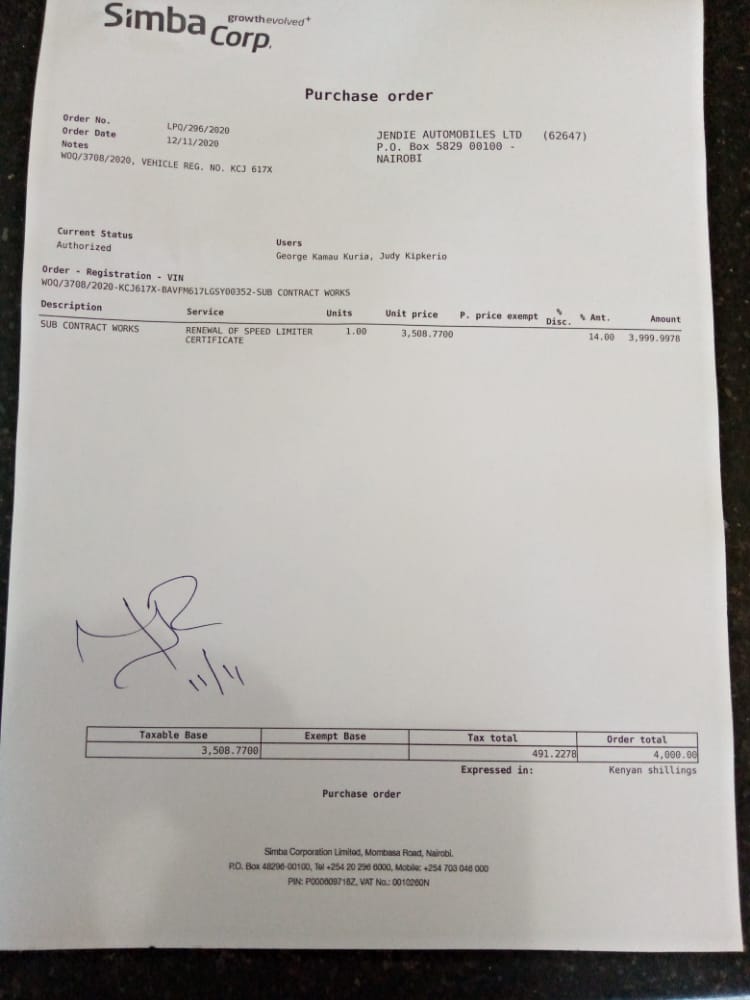 Simba Corp.
growthevolved+
Purchase order
Order No. LPO/296/2020
Order Date 12/11/2020
Notes
WOQ/3708/2020, VEHICLE REG. NO. KCJ 617X
JENDIE AUTOMOBILES LTD (62647)
P.O. Box 5829 00100 -
NAIROBI
Current Status
Authorized
Users
George Kamau Kuria, Judy Kipkerio
Order - Registration - VIN
WOQ/3708/2020-KCJ617X-BAVFM617LGSY00352-SUB CONTRACT WORKS
Description Service Units Unit price P. price exempt % Disc. % Amt. Amount
SUB CONTRACT WORKS RENEWAL OF SPEED LIMITER 1.00 3,508.7700 14.00 3,999.9978
CERTIFICATE
11/11
Taxable Base Exempt Base Tax total Order total
3,508.7700 491.2278 4,000.00
Expressed in: Kenyan shillings
Purchase order
Simba Corporation Limited, Mombasa Road, Nairobi.
P.O. Box 48296-00100, Tel +254 20 296 6000, Mobile: +254 703 046 000
PIN: P000609716Z, VAT No.: 0010260N